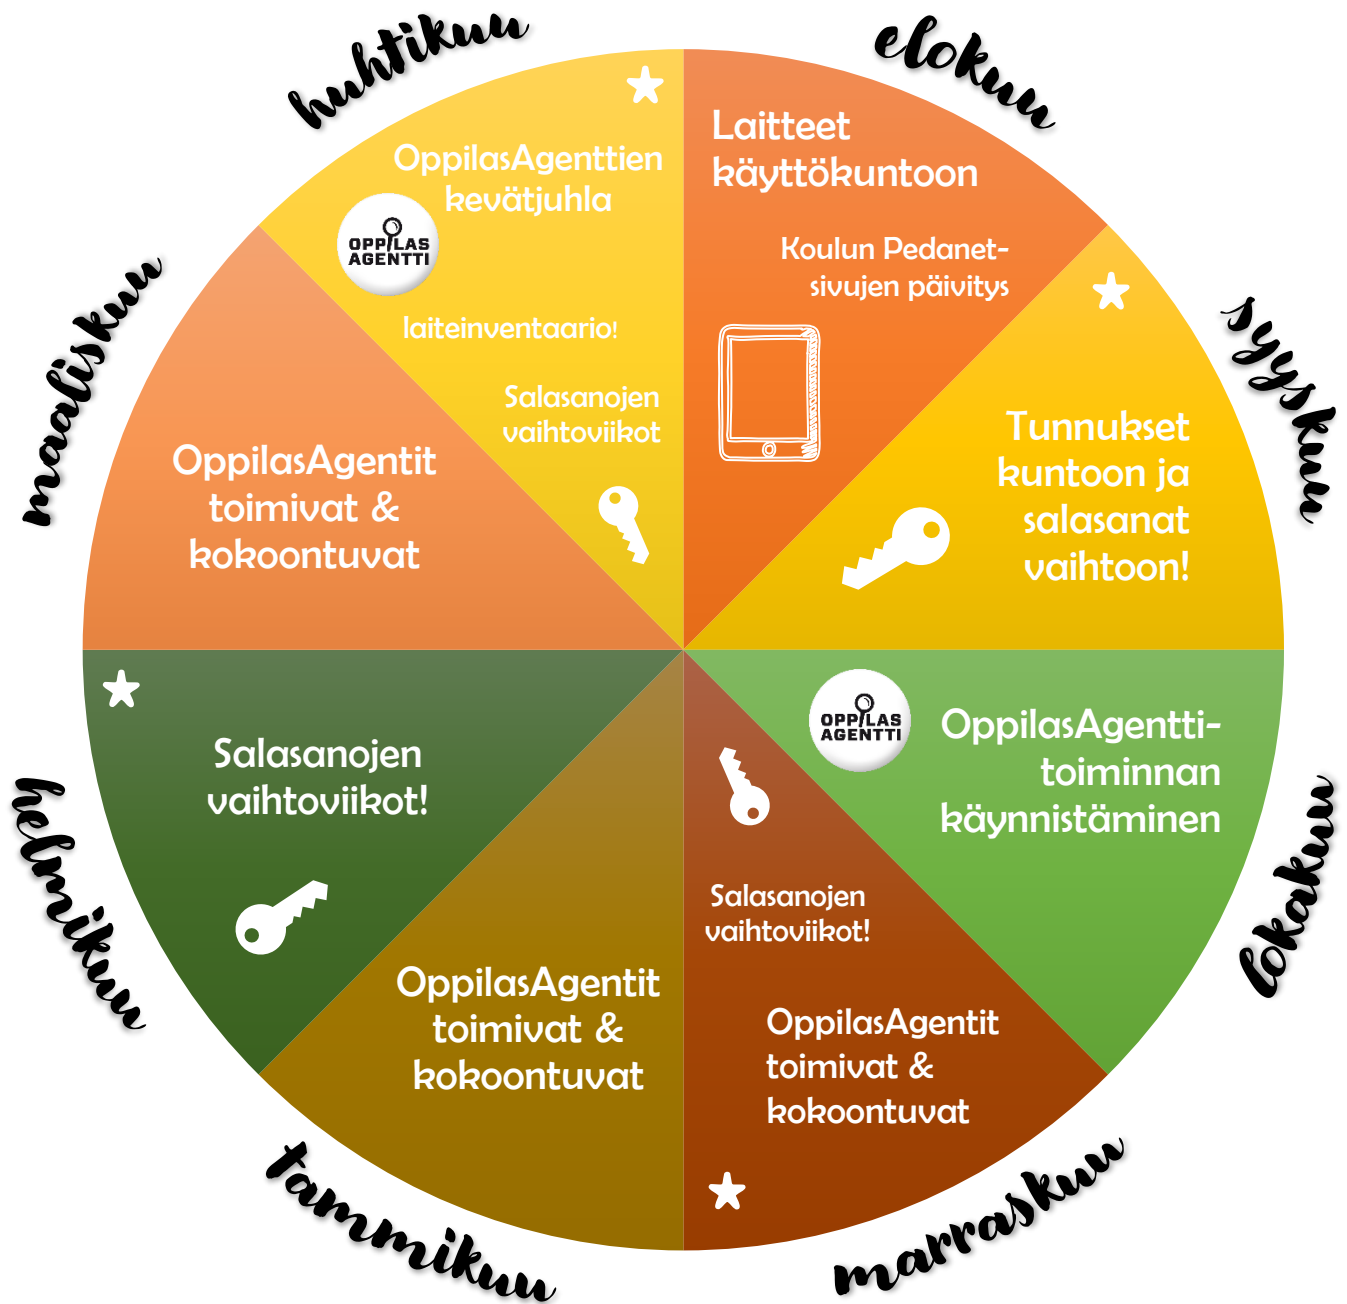 elokuu
Laitteet
käyttökuntoon
Koulun Pedanet-
sivujen päivitys
syyskuu
Tunnukset
kuntoon ja
salasanat
vaihtoon!
lokakuu
OPPILAS
AGENTTI
OppilasAgentti-
toiminnan
käynnistäminen
marraskuu
Salasanojen
vaihtoviikot!
OppilasAgentit
toimivat &
kokoontuvat
tammikuu
OppilasAgentit
toimivat &
kokoontuvat
helmikuu
Salasanojen
vaihtoviikot!
maaliskuu
OppilasAgentit
toimivat &
kokoontuvat
huhtikuu
OppilasAgenttien
kevätjuhla
OPPILAS
AGENTTI
laiteinventaario!
Salasanojen
vaihtoviikot